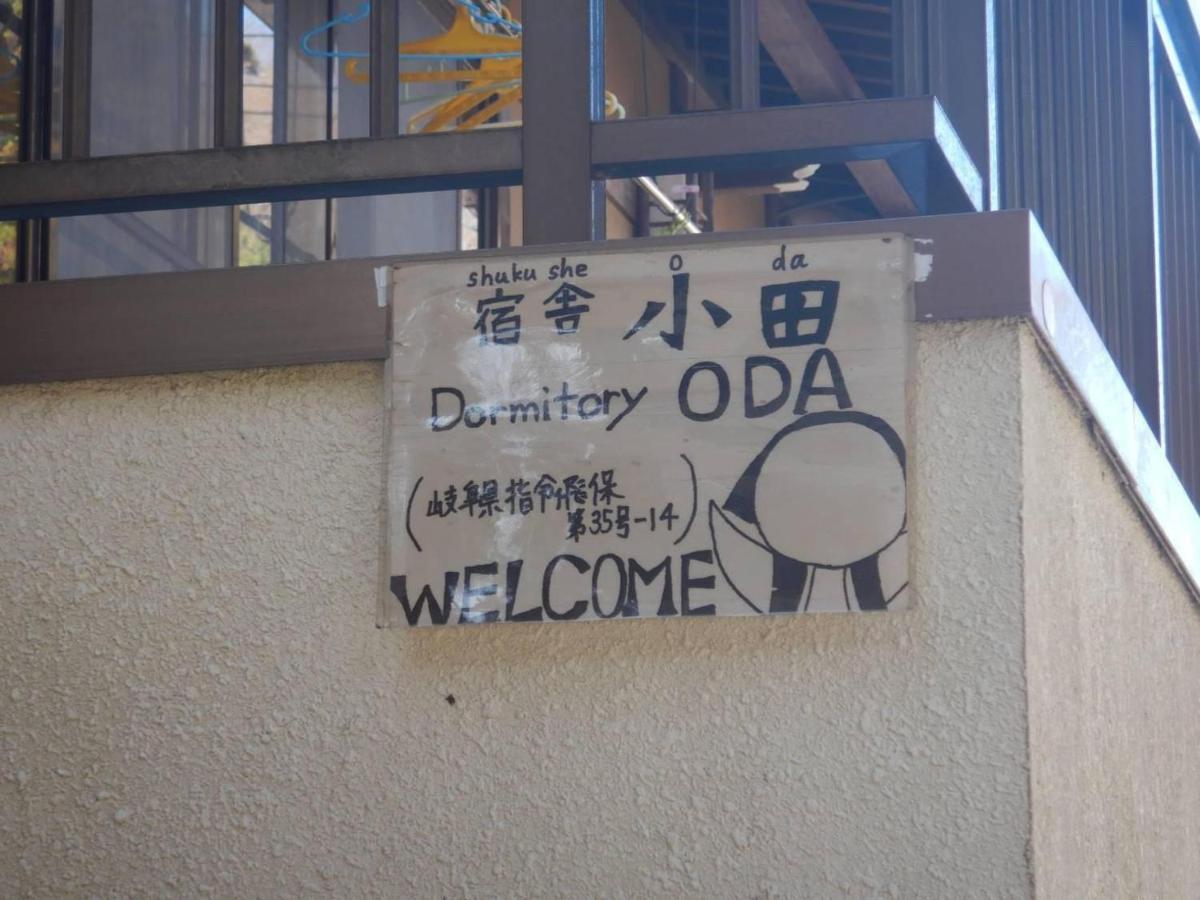 shuku she o da
宿舎 小田
Dormitory ODA
(岐阜県指令飛保
第35号-14)
WELCOME